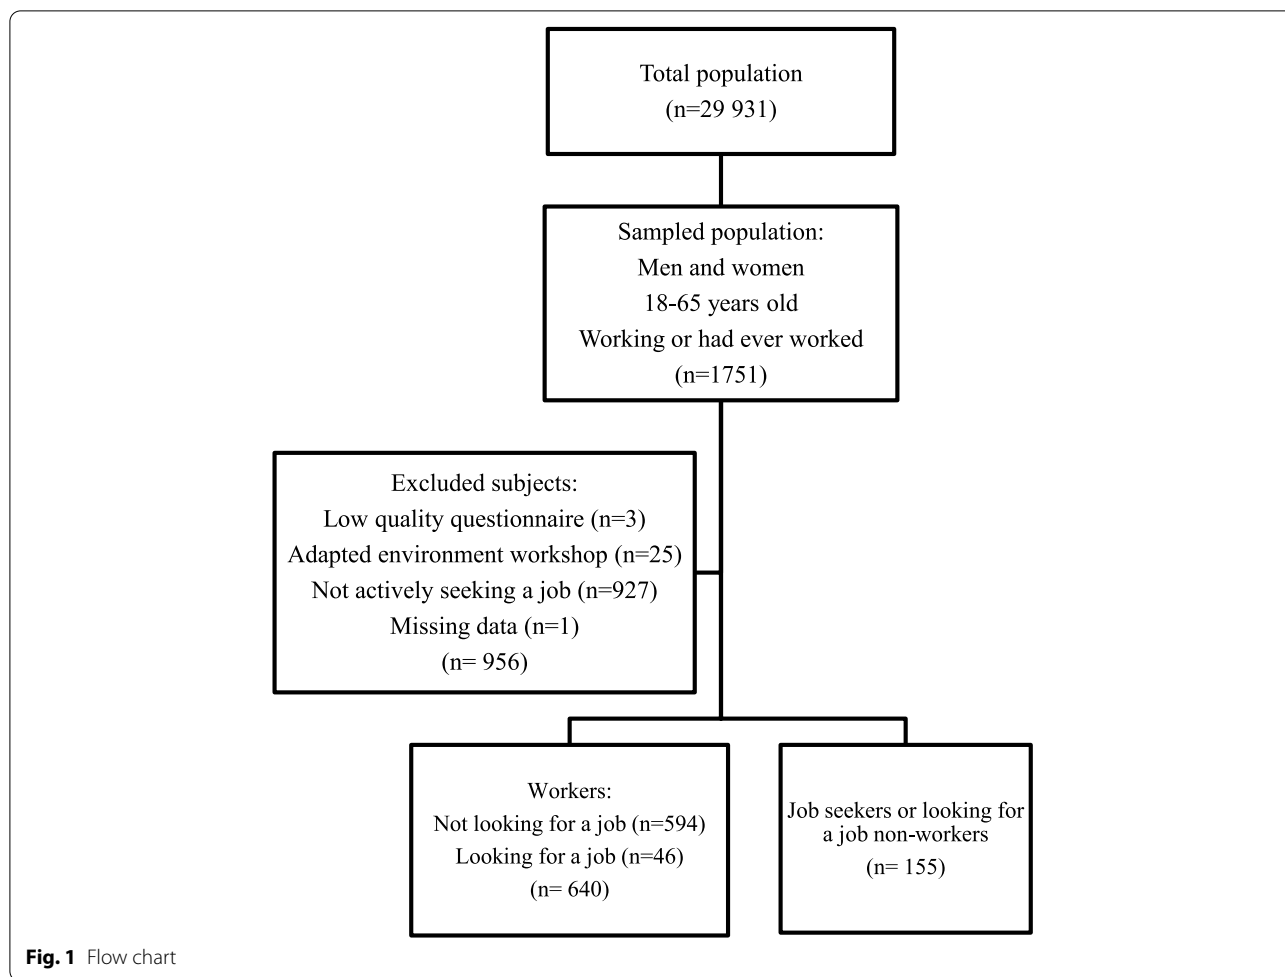 Total population
(n=29 931)
Sampled population:
Men and women
18-65 years old
Working or had ever worked
(n=1751)
Excluded subjects:
Low quality questionnaire (n=3)
Adapted environment workshop (n=25)
Not actively seeking a job (n=927)
Missing data (n=1)
(n= 956)
Workers:
Not looking for a job (n=594)
Looking for a job (n=46)
(n= 640)
Job seekers or looking for
a job non-workers
(n= 155)
Fig. 1 Flow chart